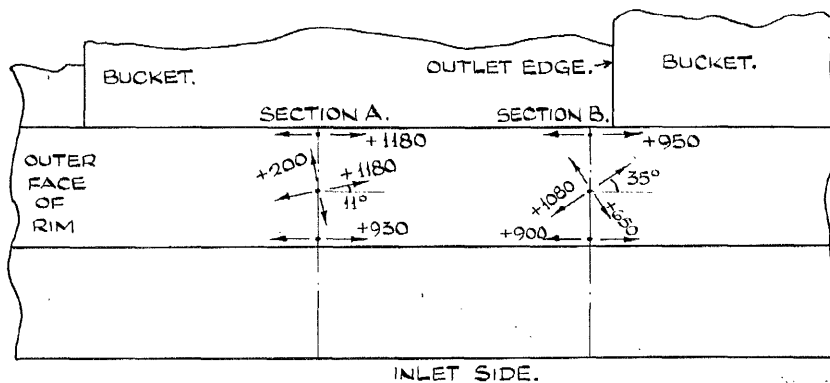 BUCKET.
OUTLET EDGE.
BUCKET.
SECTION A.
SECTION B.
+1180
+950
OUTER
FACE
OF
RIM
+200
+1180
11°
+1080
35°
+650
+930
+900
INLET SIDE.